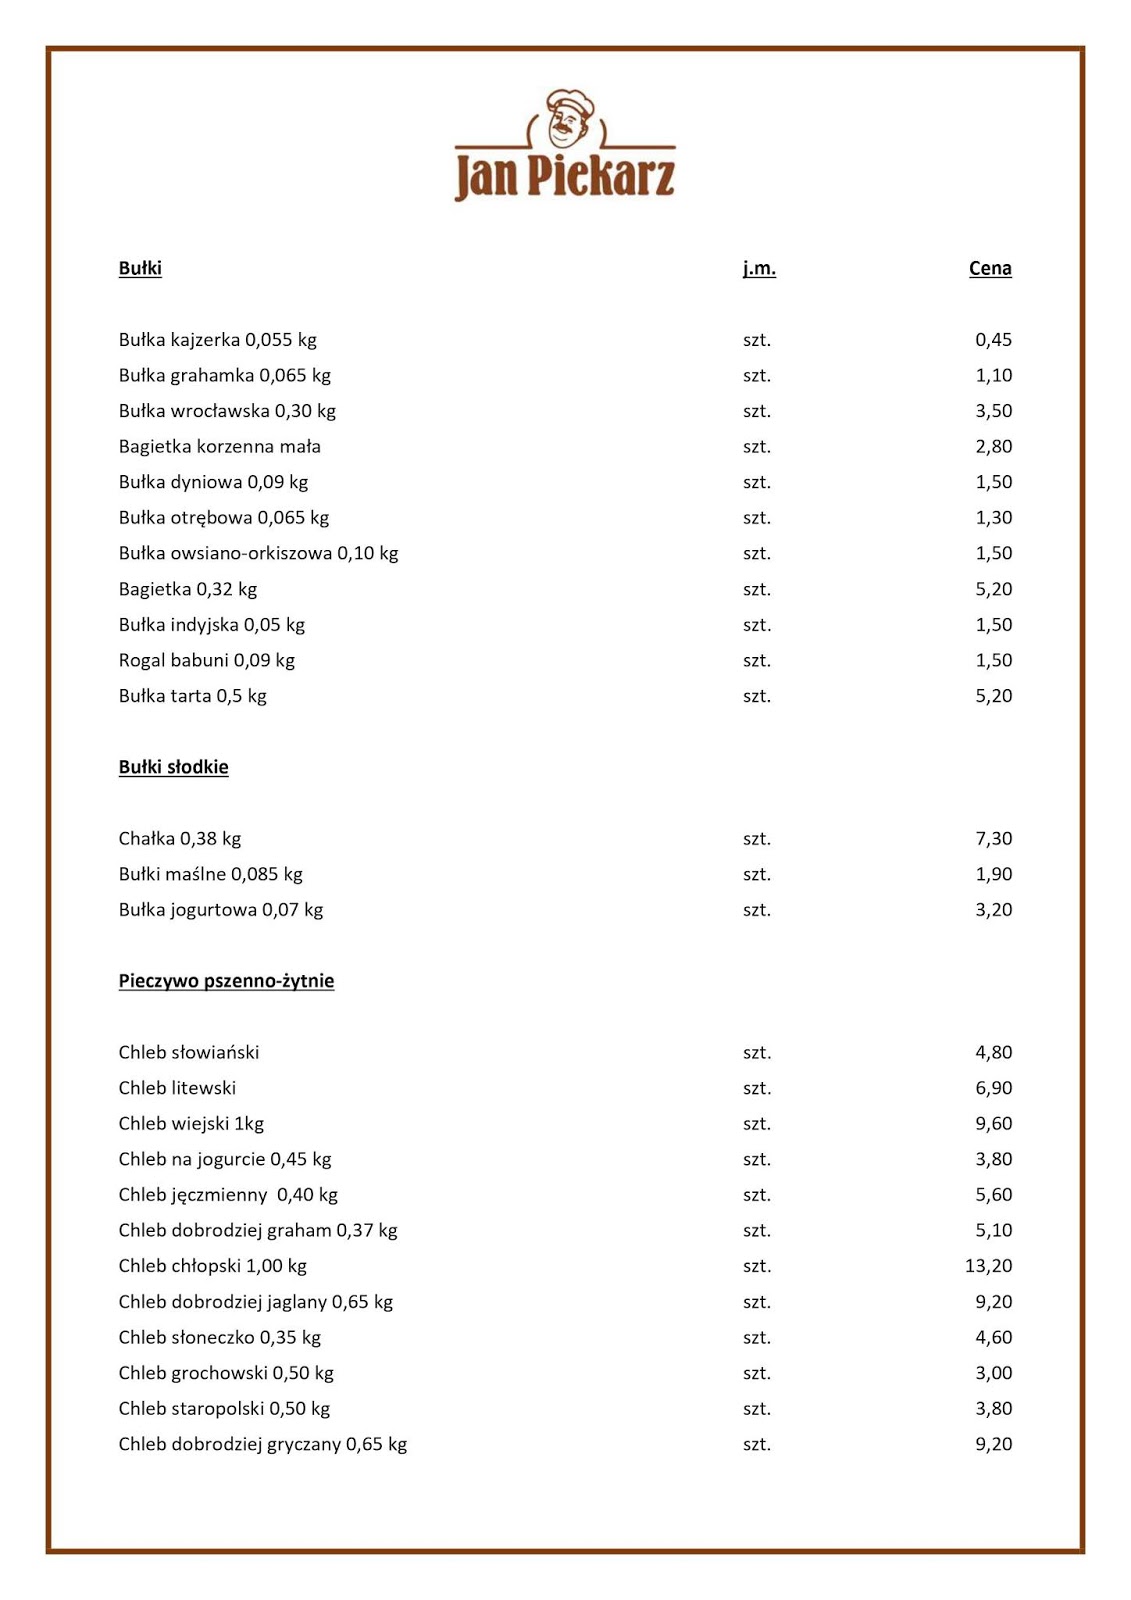 Jan Piekarz
Bułki j.m. Cena
Bułka kajzerka 0,055 kg szt. 0,45
Bułka grahamka 0,065 kg szt. 1,10
Bułka wrocławska 0,30 kg szt. 3,50
Bagietka korzenna mała szt. 2,80
Bułka dyniowa 0,09 kg szt. 1,50
Bułka otrębowa 0,065 kg szt. 1,30
Bułka owsiano-orkiszowa 0,10 kg szt. 1,50
Bagietka 0,32 kg szt. 5,20
Bułka indyjska 0,05 kg szt. 1,50
Rogal babuni 0,09 kg szt. 1,50
Bułka tarta 0,5 kg szt. 5,20
Bułki słodkie
Chałka 0,38 kg szt. 7,30
Bułki maślne 0,085 kg szt. 1,90
Bułka jogurtowa 0,07 kg szt. 3,20
Pieczywo pszenno-żytnie
Chleb słowiański szt. 4,80
Chleb litewski szt. 6,90
Chleb wiejski 1kg szt. 9,60
Chleb na jogurcie 0,45 kg szt. 3,80
Chleb jęczmienny  0,40 kg szt. 5,60
Chleb dobrodziej graham 0,37 kg szt. 5,10
Chleb chłopski 1,00 kg szt. 13,20
Chleb dobrodziej jaglany 0,65 kg szt. 9,20
Chleb słoneczko 0,35 kg szt. 4,60
Chleb grochowski 0,50 kg szt. 3,00
Chleb staropolski 0,50 kg szt. 3,80
Chleb dobrodziej gryczany 0,65 kg szt. 9,20